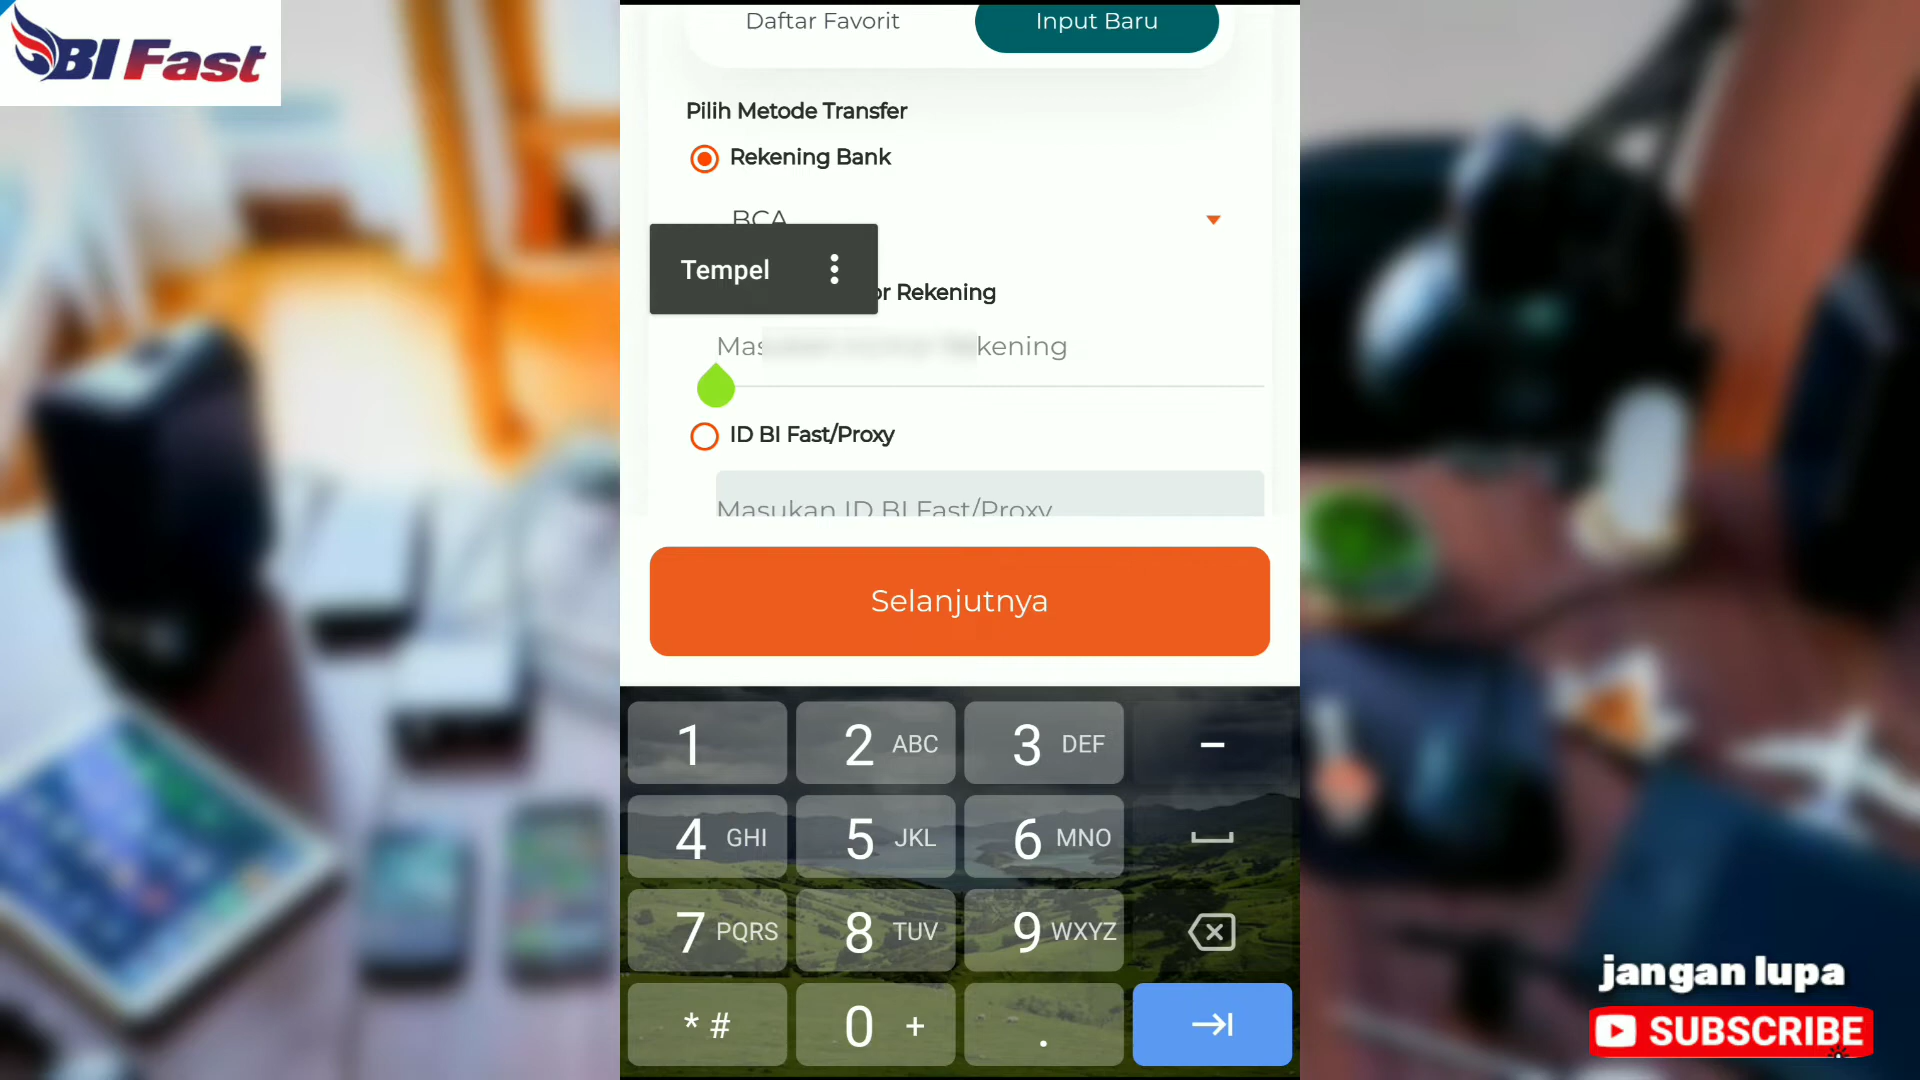 BI Fast
Daftar Favorit
Input Baru
Pilih Metode Transfer
Rekening Bank
BCA
Tempel
or Rekening
Mas kening
ID BI Fast/Proxy
Masukan ID BI Fast/Proxy
Selanjutnya
1
2 ABC
3 DEF
-
4 GHI
5 JKL
6 MNO
7 PQRS
8 TUV
9 WXYZ
* #
0 +
.
jangan lupa
SUBSCRIBE